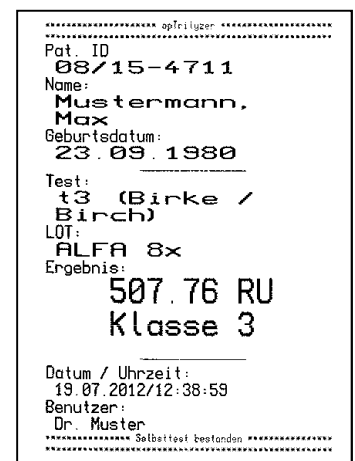 ******************** opTrilyzer ********************
Pat. ID
08/15-4711
Name:
Mustermann,
Max
Geburtsdatum:
23.09.1980
Test:
t3 (Birke /
Birch)
LOT:
ALFA 8x
Ergebnis:
507.76 RU
Klasse 3
Datum / Uhrzeit:
19.07.2012/12:38:59
Benutzer:
Dr. Muster
**************** Selbsttest bestanden ****************